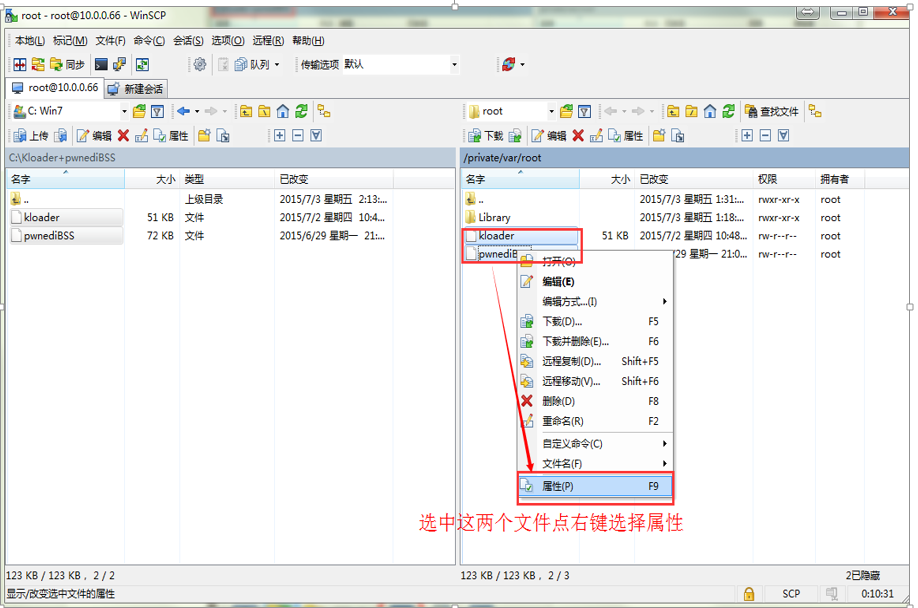 root - root@10.0.0.66 - WinSCP
本地(L) 标记(M) 文件(F) 命令(C) 会话(S) 选项(O) 远程(R) 帮助(H)
同步 队列 传输选项 默认
root@10.0.0.66 新建会话
C: Win7
上传 编辑 属性
C:\Kloader+pwnediBSS
名字 大小 类型 已改变
.. 上级目录 2015/7/3 星期五 2:13:...
kloader 51 KB 文件 2015/7/2 星期四 10:4...
pwnediBSS 72 KB 文件 2015/6/29 星期一 21:...
root 查找文件
下载 编辑 属性
/private/var/root
名字 大小 已改变 权限 拥有者
.. 2015/7/3 星期五 1:31:... rwxr-xr-x root
Library 2015/7/3 星期五 1:18:... rwxr-xr-x root
kloader 51 KB 2015/7/2 星期四 10:48... rw-r--r-- root
pwnediB /29 星期一 21:0... rw-r--r-- root
打开(O)
编辑(E)
编辑方式...(I)
下载(D)... F5
下载并删除(E)... F6
远程复制(D)... Shift+F5
远程移动(V)... Shift+F6
删除(D) F8
重命名(R) F2
自定义命令(C)
文件名(F)
属性(P) F9
选中这两个文件点右键选择属性
123 KB / 123 KB， 2 / 2
123 KB / 123 KB， 2 / 3
2已隐藏
显示/改变选中文件的属性
SCP
0:10:31